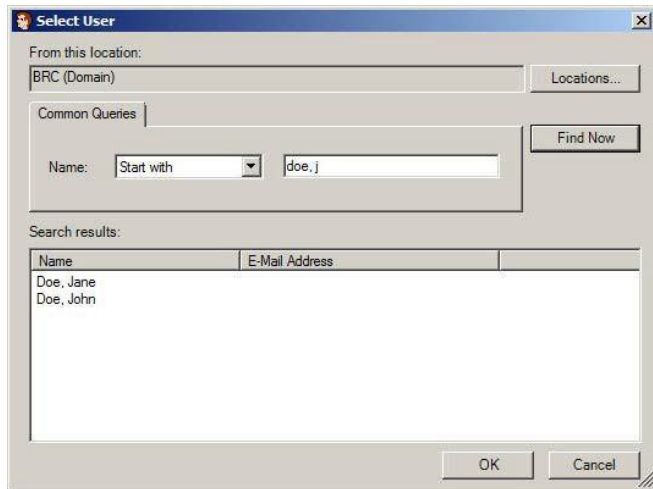 Select User
From this location:
BRC (Domain)
Locations...
Common Queries
Find Now
Name: Start with doe, j
Search results:
Name E-Mail Address
Doe, Jane
Doe, John
OK Cancel